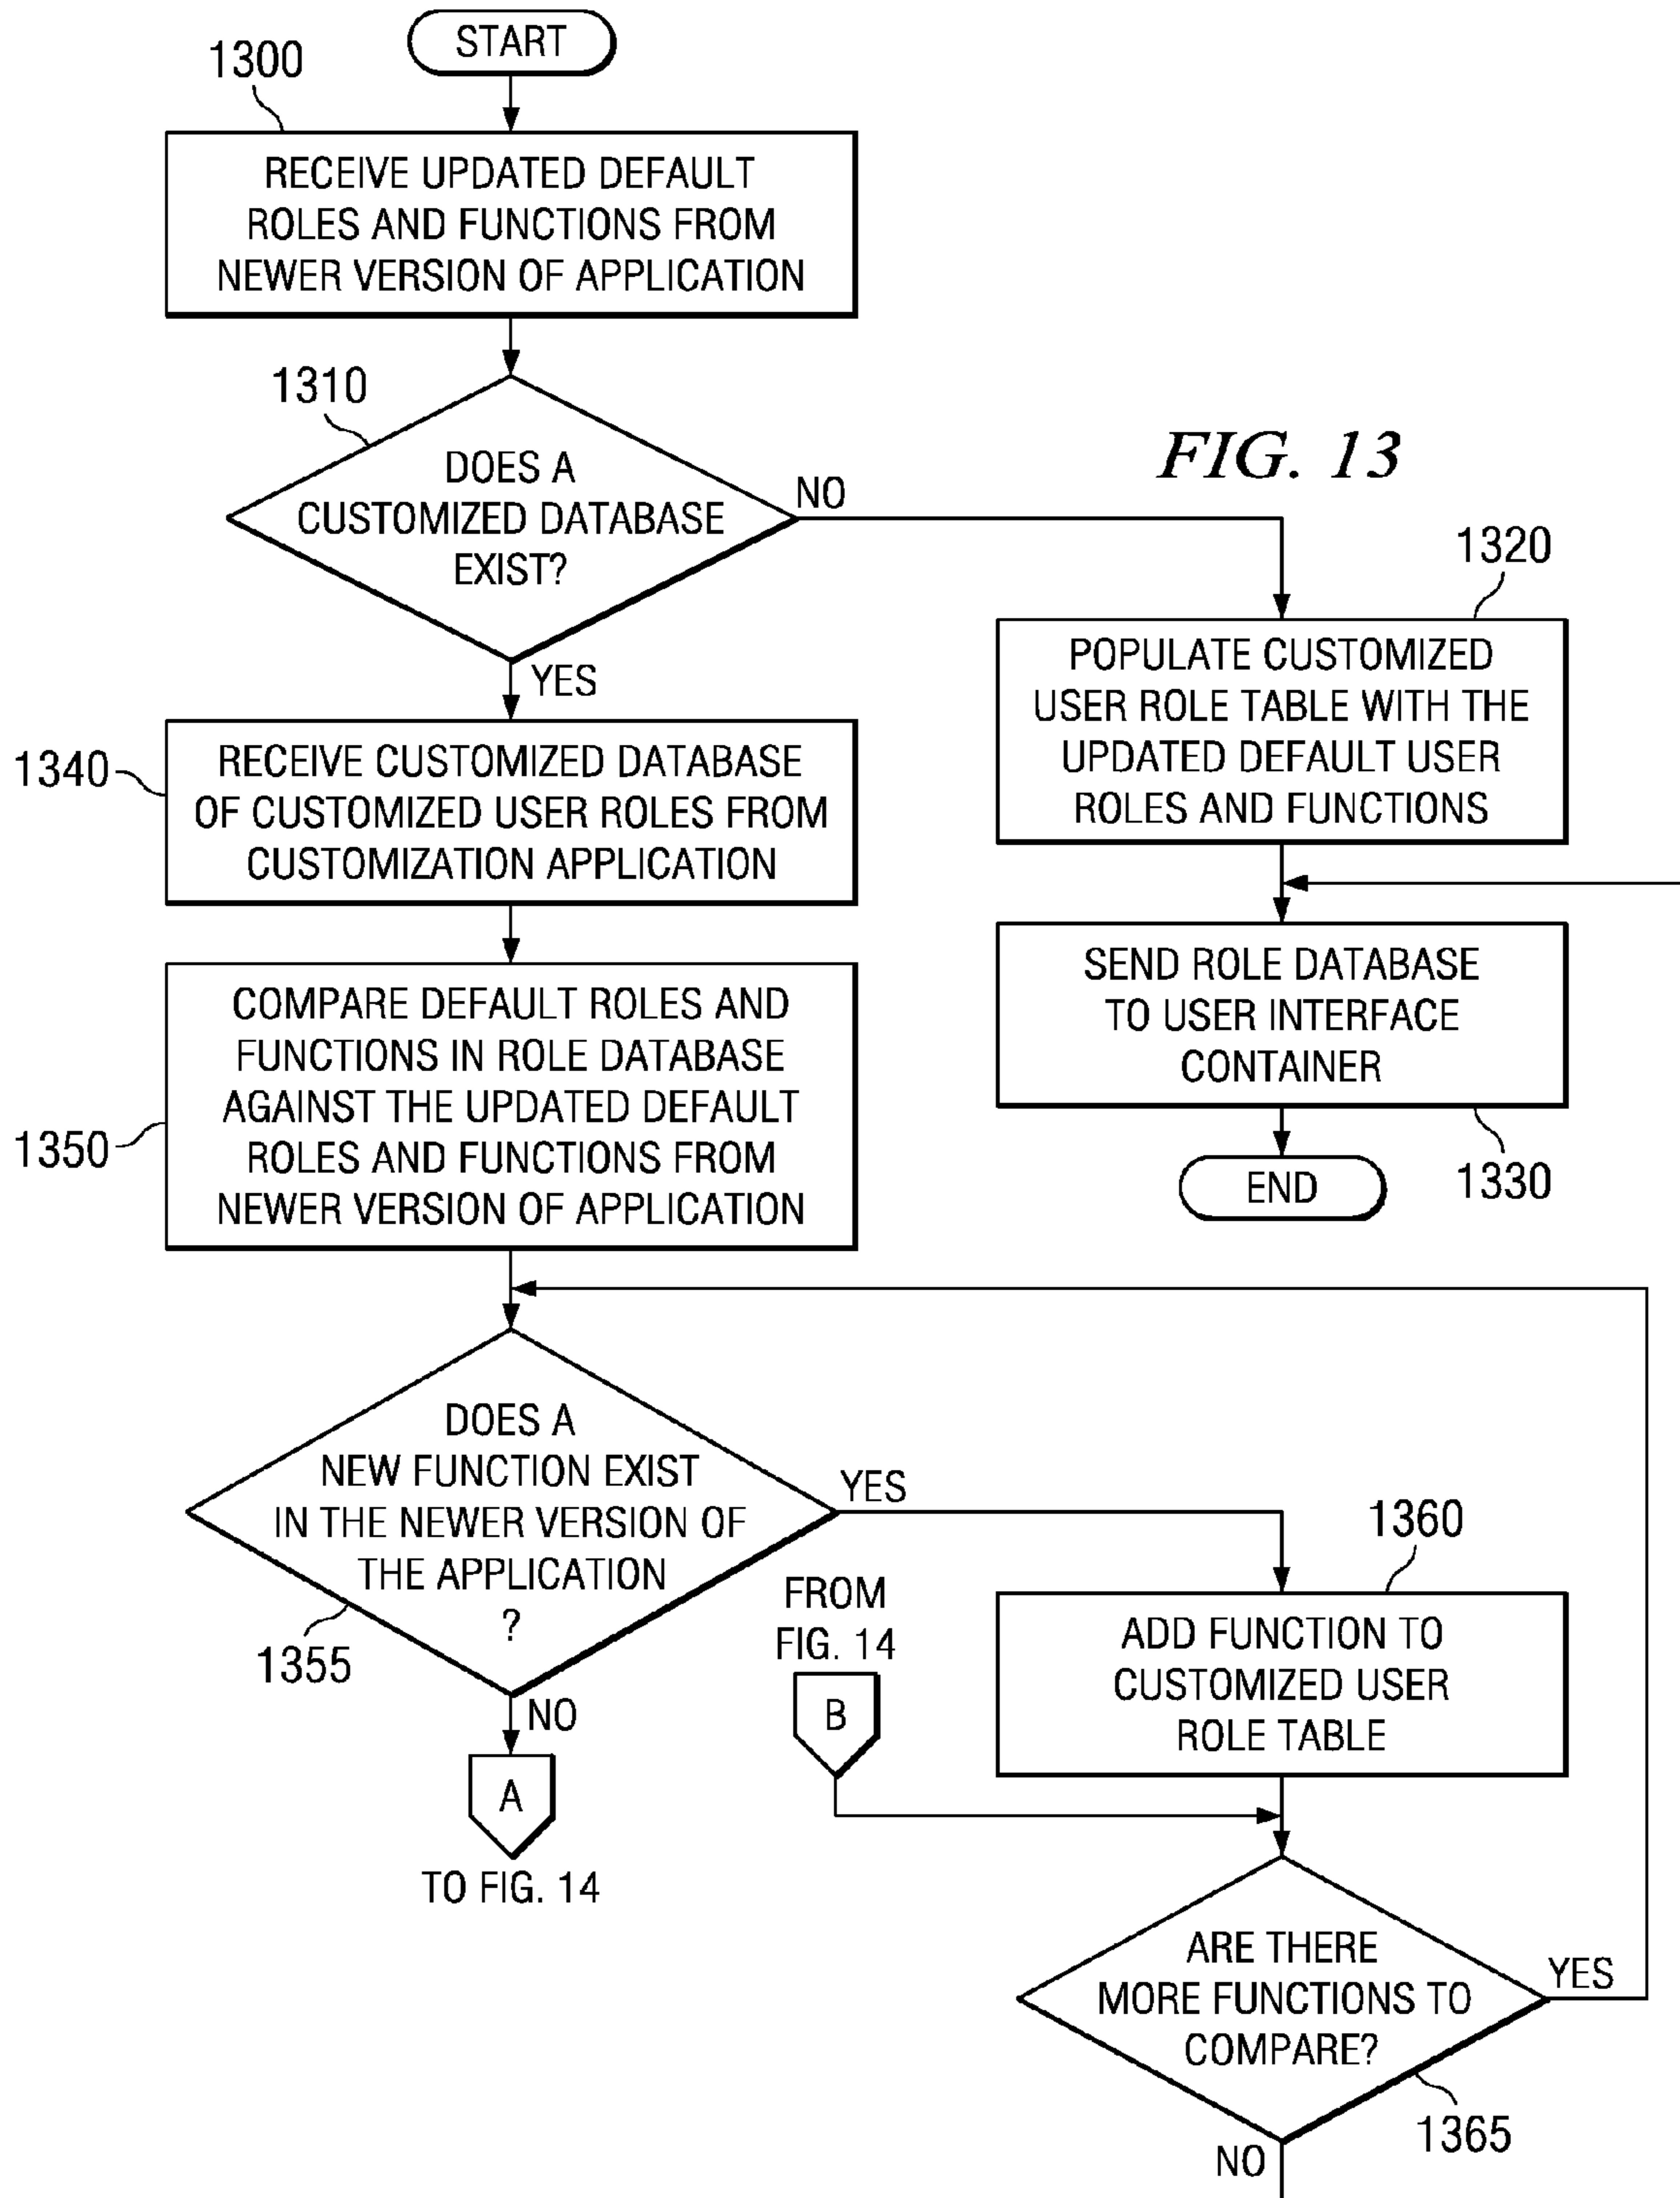 START
1300
RECEIVE UPDATED DEFAULT
ROLES AND FUNCTIONS FROM
NEWER VERSION OF APPLICATION
1310
DOES A
CUSTOMIZED DATABASE
EXIST?
NO
YES
FIG. 13
1320
POPULATE CUSTOMIZED
USER ROLE TABLE WITH THE
UPDATED DEFAULT USER
ROLES AND FUNCTIONS
1340
RECEIVE CUSTOMIZED DATABASE
OF CUSTOMIZED USER ROLES FROM
CUSTOMIZATION APPLICATION
SEND ROLE DATABASE
TO USER INTERFACE
CONTAINER
1330
END
1350
COMPARE DEFAULT ROLES AND
FUNCTIONS IN ROLE DATABASE
AGAINST THE UPDATED DEFAULT
ROLES AND FUNCTIONS FROM
NEWER VERSION OF APPLICATION
DOES A
NEW FUNCTION EXIST
IN THE NEWER VERSION OF
THE APPLICATION
?
1355
YES
NO
A
TO FIG. 14
FROM
FIG. 14
B
1360
ADD FUNCTION TO
CUSTOMIZED USER
ROLE TABLE
ARE THERE
MORE FUNCTIONS TO
COMPARE?
YES
1365
NO